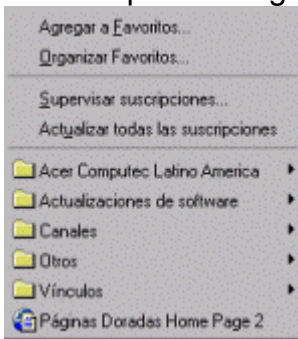 Agregar a Favoritos...
Organizar Favoritos...
Supervisar suscripciones...
Actualizar todas las suscripciones
Acer Computec Latino America
Actualizaciones de software
Canales
Otros
Vínculos
Páginas Doradas Home Page 2